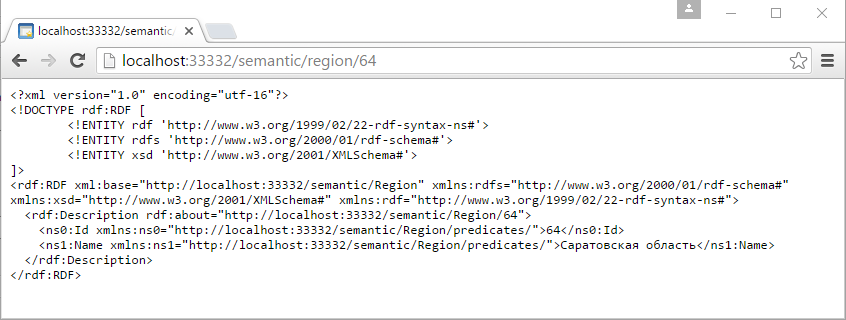 localhost:33332/semantic
localhost:33332/semantic/region/64
<?xml version="1.0" encoding="utf-16"?>
<!DOCTYPE rdf:RDF [
<!ENTITY rdf 'http://www.w3.org/1999/02/22-rdf-syntax-ns#'>
<!ENTITY rdfs 'http://www.w3.org/2000/01/rdf-schema#'>
<!ENTITY xsd 'http://www.w3.org/2001/XMLSchema#'>
]>
<rdf:RDF xml:base="http://localhost:33332/semantic/Region" xmlns:rdfs="http://www.w3.org/2000/01/rdf-schema#"
xmlns:xsd="http://www.w3.org/2001/XMLSchema#" xmlns:rdf="http://www.w3.org/1999/02/22-rdf-syntax-ns#">
<rdf:Description rdf:about="http://localhost:33332/semantic/Region/64">
<ns0:Id xmlns:ns0="http://localhost:33332/semantic/Region/predicates/">64</ns0:Id>
<ns1:Name xmlns:ns1="http://localhost:33332/semantic/Region/predicates/">Саратовская область</ns1:Name>
</rdf:Description>
</rdf:RDF>